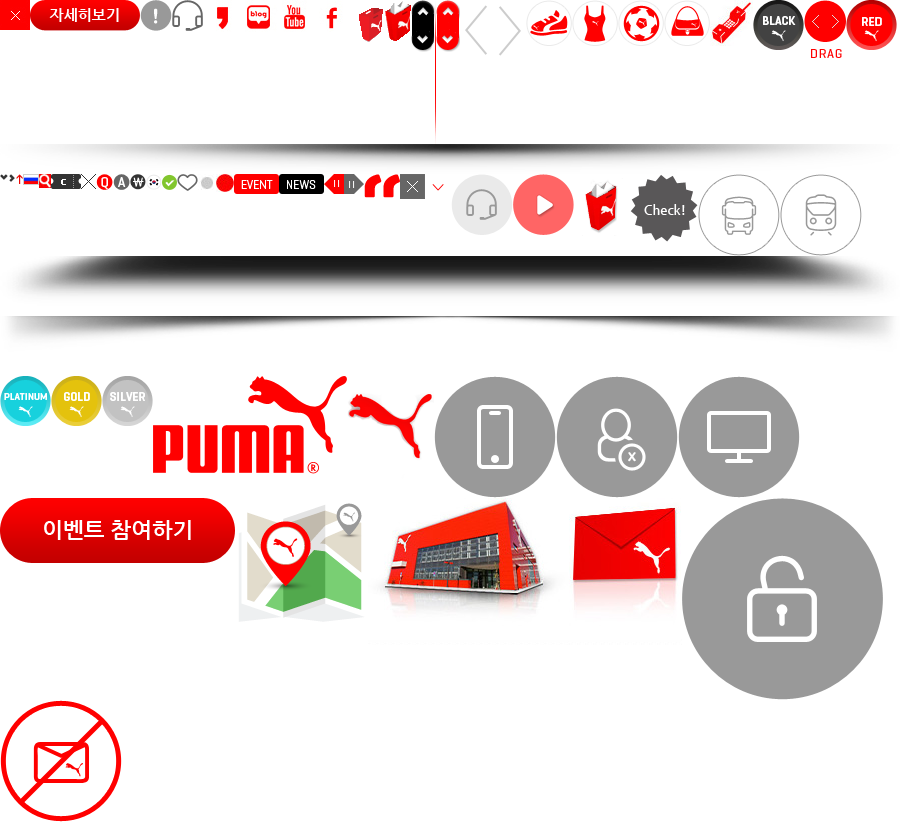 자세히보기
!
blog
You
Tube
f
BLACK
RED
DRAG
c
Q
A
₩
EVENT
NEWS
Check!
PLATINUM
GOLD
SILVER
PUMA®
x
이벤트 참여하기